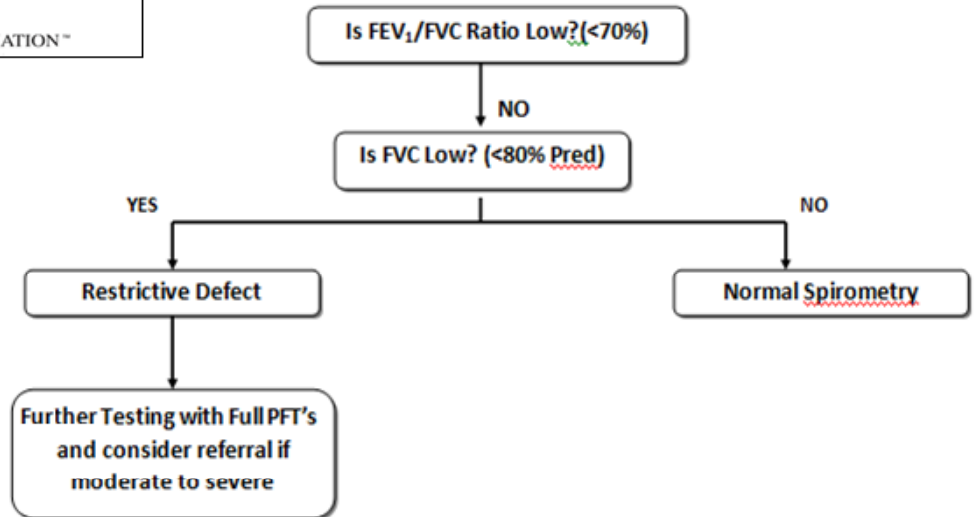 ATION™
Is FEV₁/FVC Ratio Low?(<70%)
NO
Is FVC Low? (<80% Pred)
YES
NO
Restrictive Defect
Normal Spirometry
Further Testing with Full PFT's
and consider referral if
moderate to severe